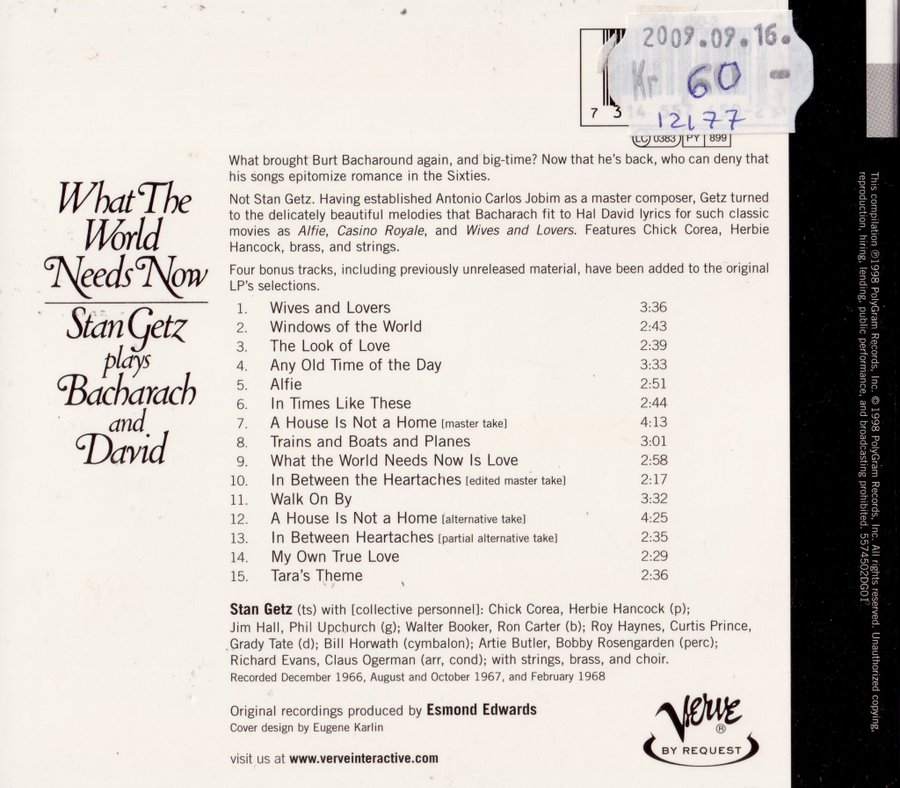 2009.09.16.
Kr 60 -
12177
7 3
LC 0383 PY 899
What brought Burt Bacharound again, and big-time? Now that he's back, who can deny that
his songs epitomize romance in the Sixties.
Not Stan Getz. Having established Antonio Carlos Jobim as a master composer, Getz turned
to the delicately beautiful melodies that Bacharach fit to Hal David lyrics for such classic
movies as Alfie, Casino Royale, and Wives and Lovers. Features Chick Corea, Herbie
Hancock, brass, and strings.
Four bonus tracks, including previously unreleased material, have been added to the original
LP's selections.
What The
World
Needs Now
Stan Getz
plays
Bacharach
and
David
1. Wives and Lovers 3:36
2. Windows of the World 2:43
3. The Look of Love 2:39
4. Any Old Time of the Day 3:33
5. Alfie 2:51
6. In Times Like These 2:44
7. A House Is Not a Home [master take] 4:13
8. Trains and Boats and Planes 3:01
9. What the World Needs Now Is Love 2:58
10. In Between the Heartaches [edited master take] 2:17
11. Walk On By 3:32
12. A House Is Not a Home [alternative take] 4:25
13. In Between Heartaches [partial alternative take] 2:35
14. My Own True Love 2:29
15. Tara's Theme 2:36
Stan Getz (ts) with [collective personnel]: Chick Corea, Herbie Hancock (p);
Jim Hall, Phil Upchurch (g); Walter Booker, Ron Carter (b); Roy Haynes, Curtis Prince,
Grady Tate (d); Bill Horwath (cymbalon); Artie Butler, Bobby Rosengarden (perc);
Richard Evans, Claus Ogerman (arr, cond); with strings, brass, and choir.
Recorded December 1966, August and October 1967, and February 1968
Original recordings produced by Esmond Edwards
Cover design by Eugene Karlin
visit us at www.verveinteractive.com
Verve ®
BY REQUEST
This compilation ℗1998 PolyGram Records, Inc. © 1998 PolyGram Records, Inc. All rights reserved. Unauthorized copying,
reproduction, hiring, lending, public performance, and broadcasting prohibited. 5574502DG01